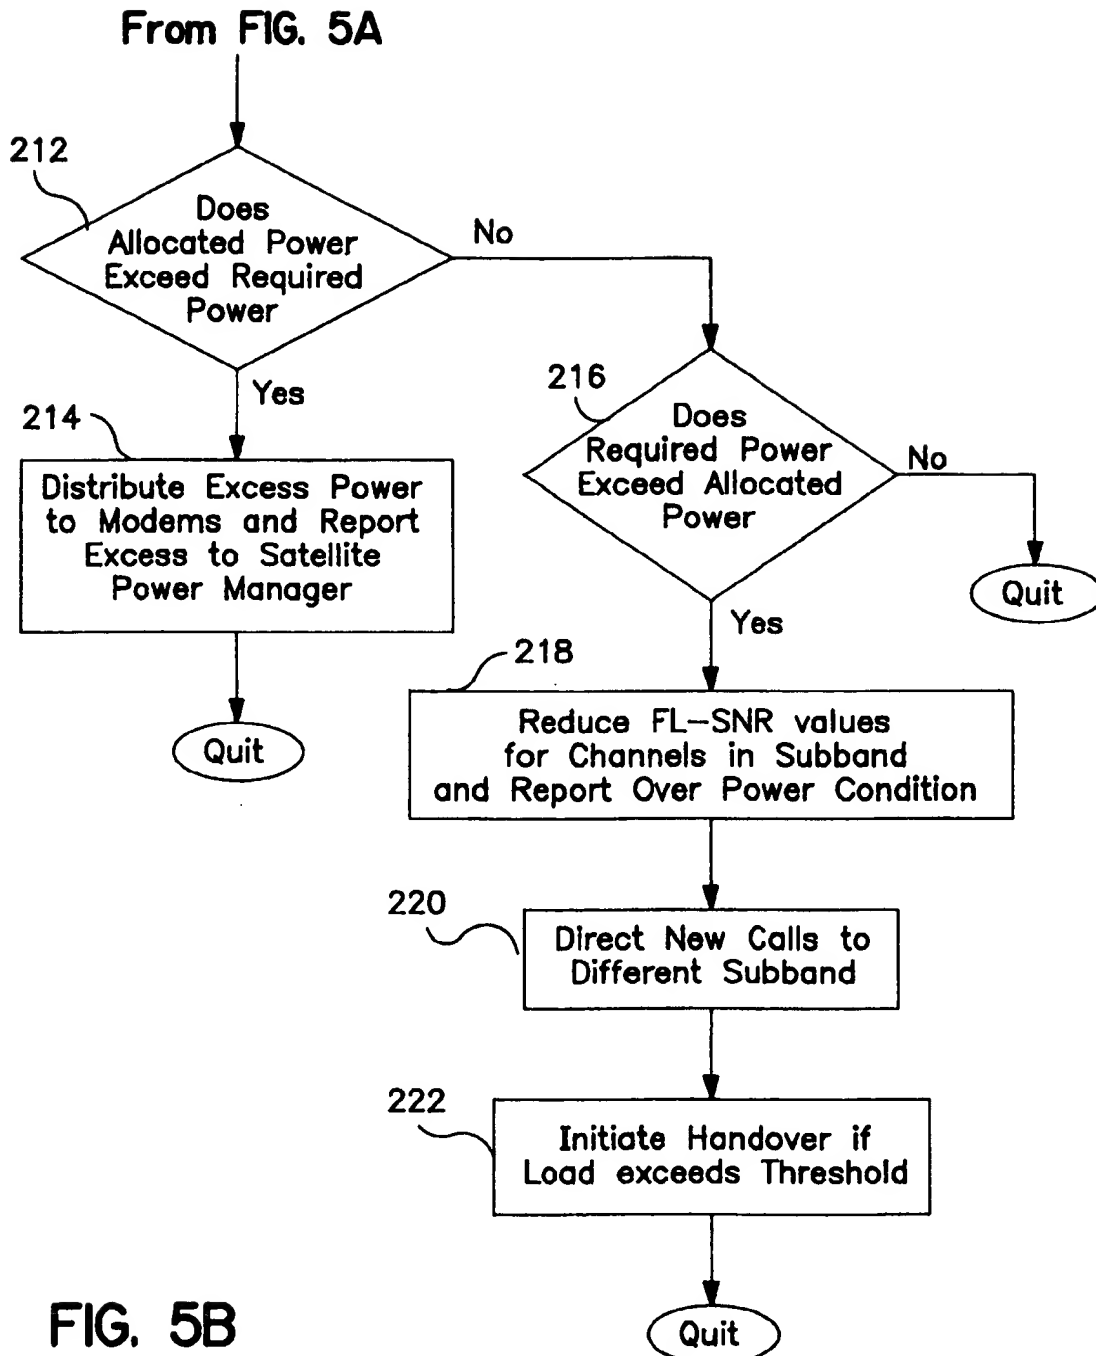 From FIG. 5A
212
Does
Allocated Power
Exceed Required
Power
No
Yes
214
Distribute Excess Power
to Modems and Report
Excess to Satellite
Power Manager
Quit
216
Does
Required Power
Exceed Allocated
Power
No
Quit
Yes
218
Reduce FL-SNR values
for Channels in Subband
and Report Over Power Condition
220
Direct New Calls to
Different Subband
222
Initiate Handover if
Load exceeds Threshold
Quit
FIG. 5B